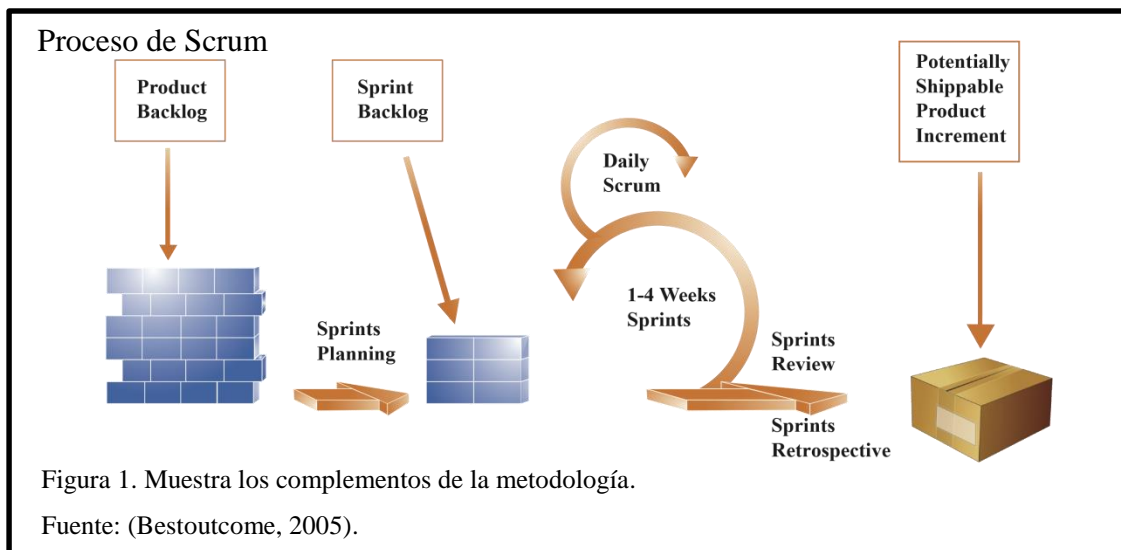 Proceso de Scrum
Product
Backlog
Sprint
Backlog
Potentially
Shippable
Product
Increment
Daily
Scrum
1-4 Weeks
Sprints
Sprints
Planning
Sprints
Review
Sprints
Retrospective
Figura 1. Muestra los complementos de la metodología.
Fuente: (Bestoutcome, 2005).